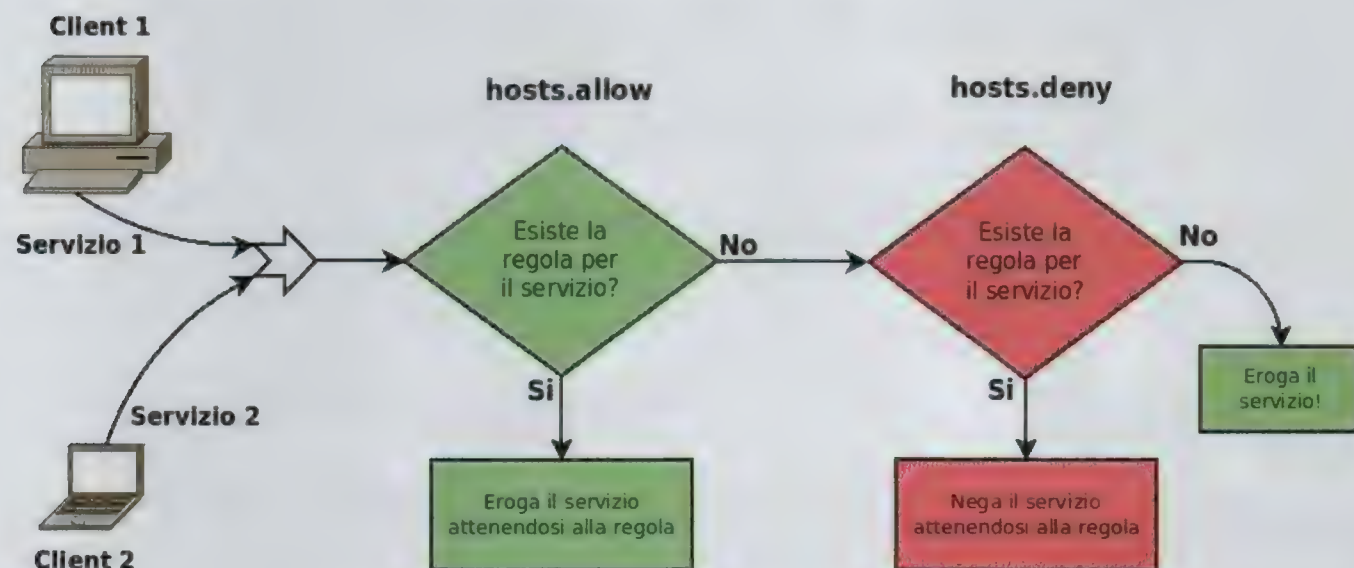 Client 1
hosts.allow
hosts.deny
Esiste la
regola per
il servizio?
Esiste la
regola per
il servizio?
Servizio 1
No
No
Si
Si
Eroga il
servizio!
Servizio 2
Eroga il servizio
attenendosi alla regola
Nega il servizio
attenendosi alla regola
Client 2